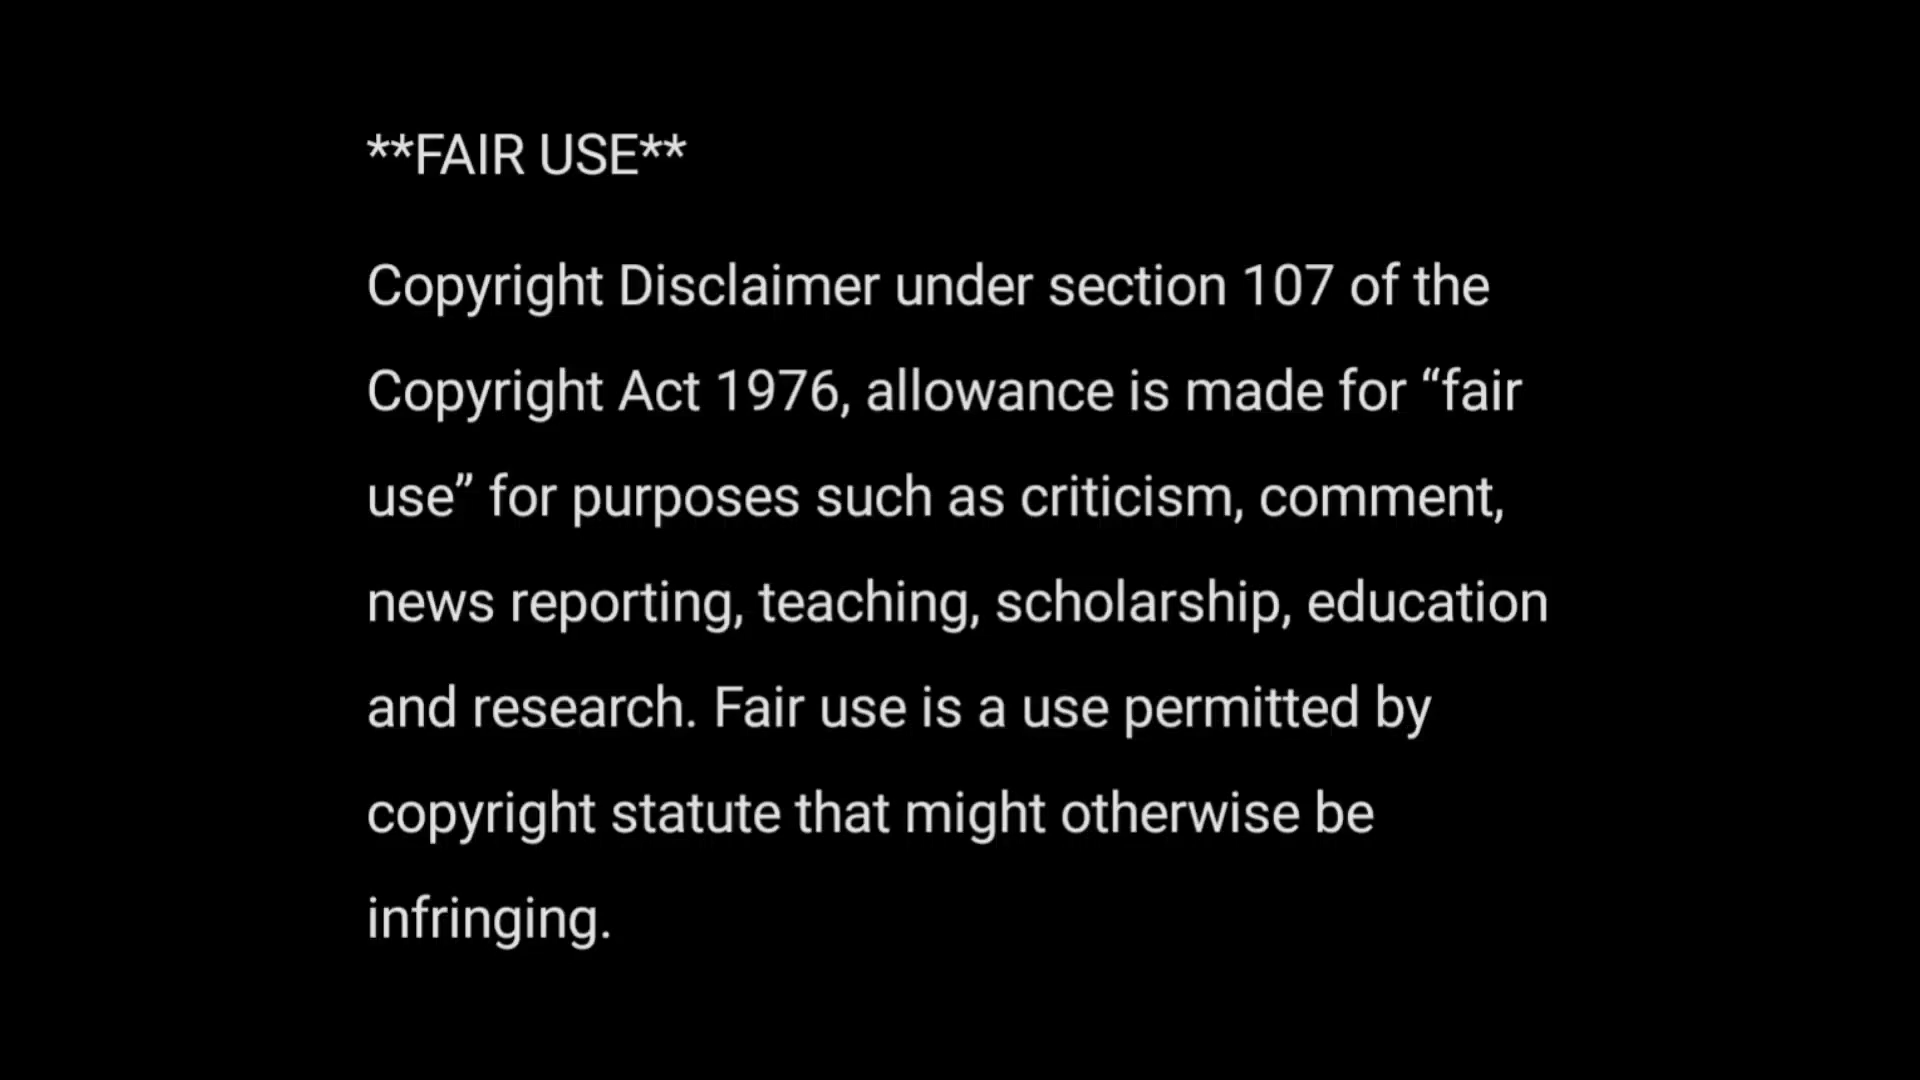 **FAIR USE**
Copyright Disclaimer under section 107 of the
Copyright Act 1976, allowance is made for “fair
use” for purposes such as criticism, comment,
news reporting, teaching, scholarship, education
and research. Fair use is a use permitted by
copyright statute that might otherwise be
infringing.